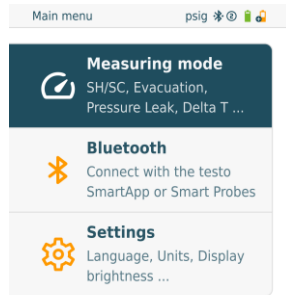 Main menu psig
Measuring mode
SH/SC, Evacuation,
Pressure Leak, Delta T ...
Bluetooth
Connect with the testo
SmartApp or Smart Probes
Settings
Language, Units, Display
brightness ...